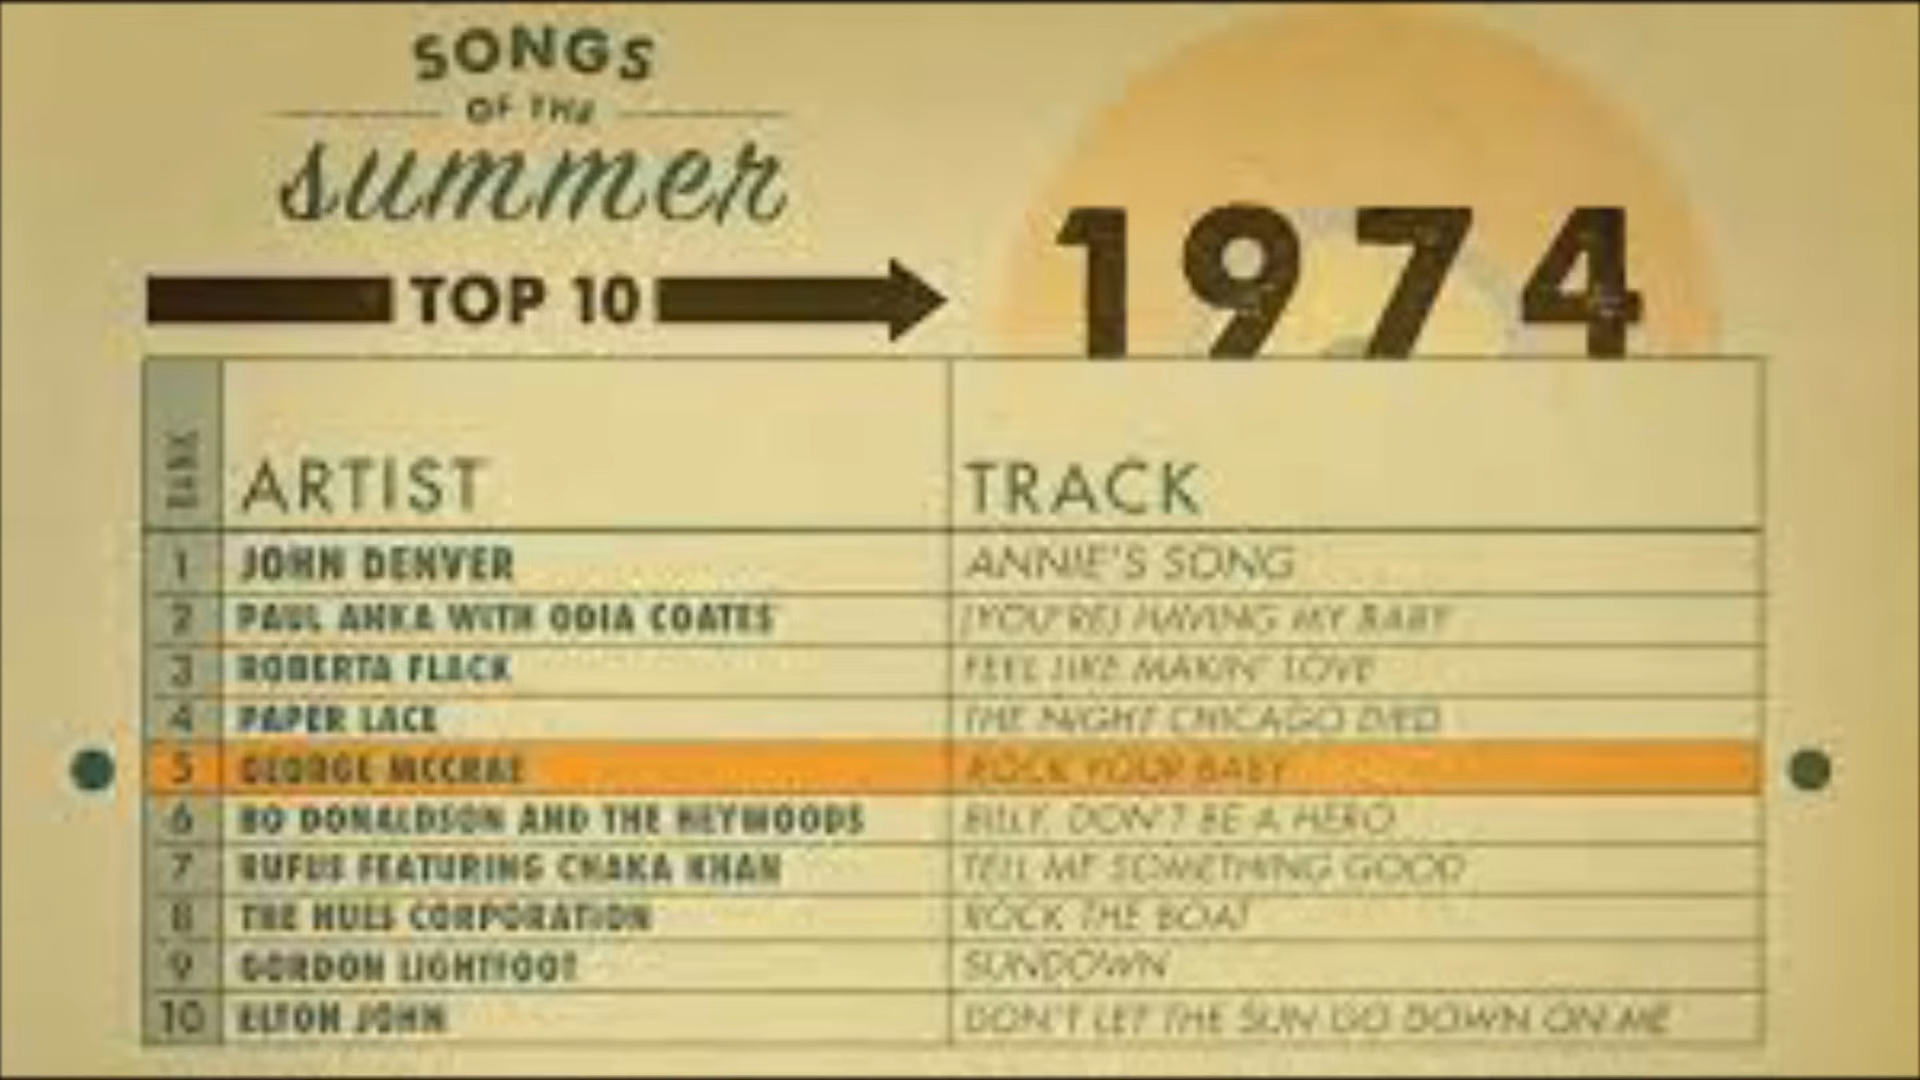 SONGS
OF THE
summer
TOP 10
1974
RANK ARTIST TRACK
1 JOHN DENVER ANNIE'S SONG
2 PAUL ANKA WITH ODIA COATES (YOU'RE) HAVING MY BABY
3 ROBERTA FLACK FEEL LIKE MAKIN' LOVE
4 PAPER LACE THE NIGHT CHICAGO DIED
5 GEORGE MCCRAE ROCK YOUR BABY
6 BO DONALDSON AND THE HEYWOODS BILLY, DON'T BE A HERO
7 RUFUS FEATURING CHAKA KHAN TELL ME SOMETHING GOOD
8 THE HUES CORPORATION ROCK THE BOAT
9 GORDON LIGHTFOOT SUNDOWN
10 ELTON JOHN DON'T LET THE SUN GO DOWN ON ME